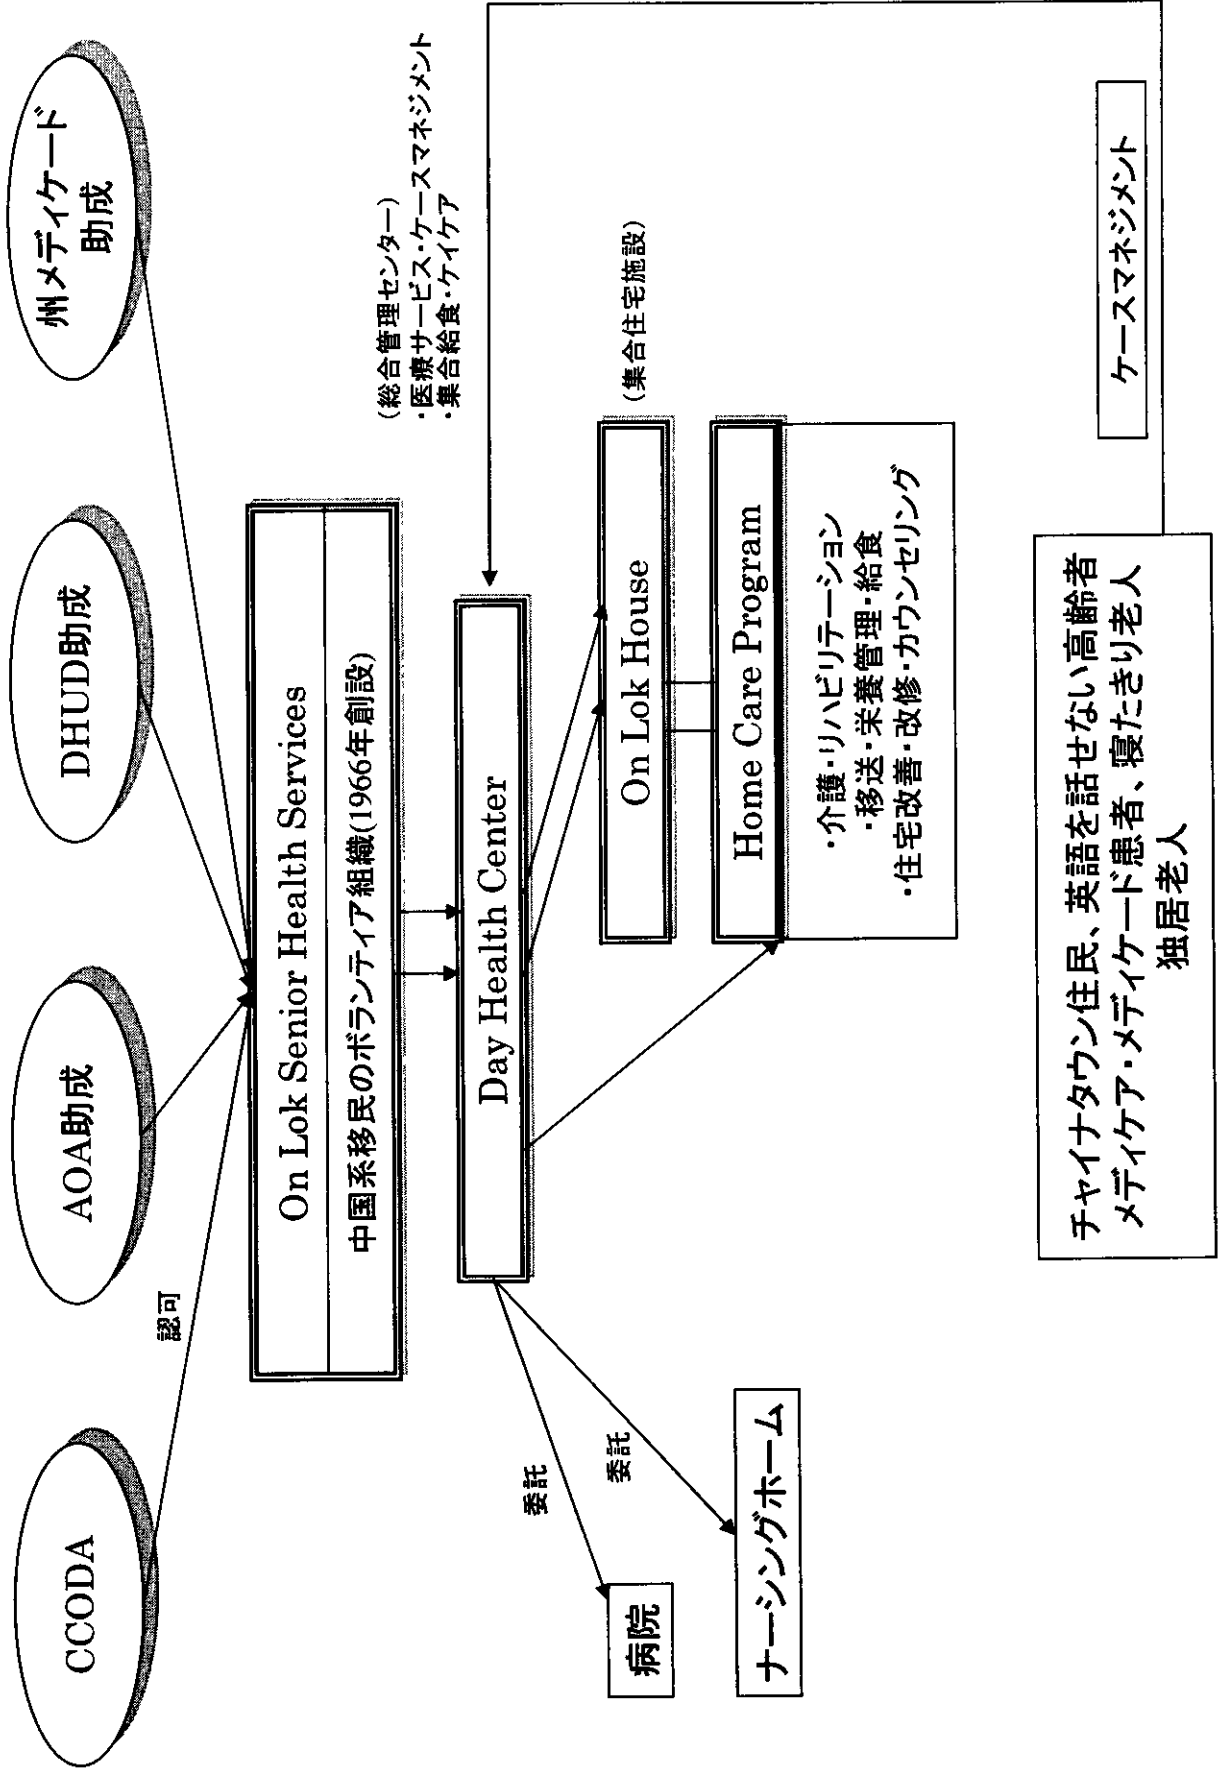 CCODA
AOA助成
DHUD助成
州メディケード
助成
認可
On Lok Senior Health Services
中国系移民のボランティア組織(1966年創設)
(総合管理センター)
・医療サービス・ケースマネジメント
・集合給食・ケイケア
Day Health Center
委託
委託
病院
ナーシングホーム
On Lok House
(集合住宅施設)
Home Care Program
・介護・リハビリテーション
・移送・栄養管理・給食
・住宅改善・改修・カウンセリング
ケースマネジメント
チャイナタウン住民、英語を話せない高齢者
メディケア・メディケード患者、寝たきり老人
独居老人